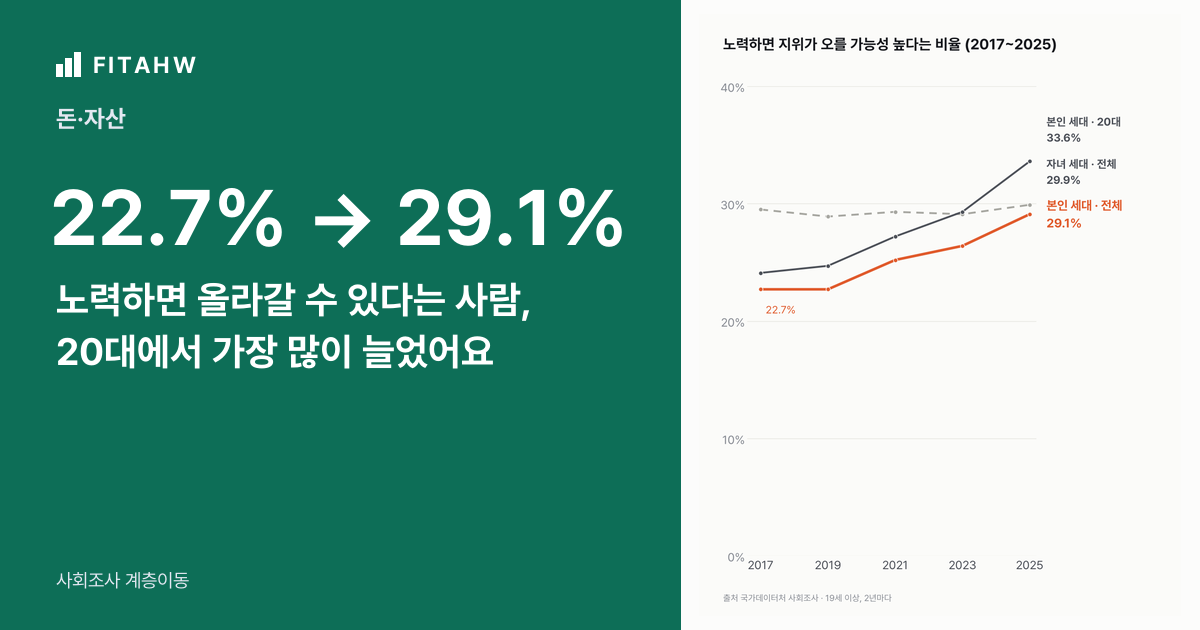 FITAHW
돈·자산
22.7% → 29.1%
노력하면 올라갈 수 있다는 사람,
20대에서 가장 많이 늘었어요
사회조사 계층이동
노력하면 지위가 오를 가능성 높다는 비율 (2017~2025)
40%
30%
20%
10%
0%
본인 세대 · 20대
33.6%
자녀 세대 · 전체
29.9%
본인 세대 · 전체
29.1%
22.7%
2017 2019 2021 2023 2025
출처 국가데이터처 사회조사 · 19세 이상, 2년마다